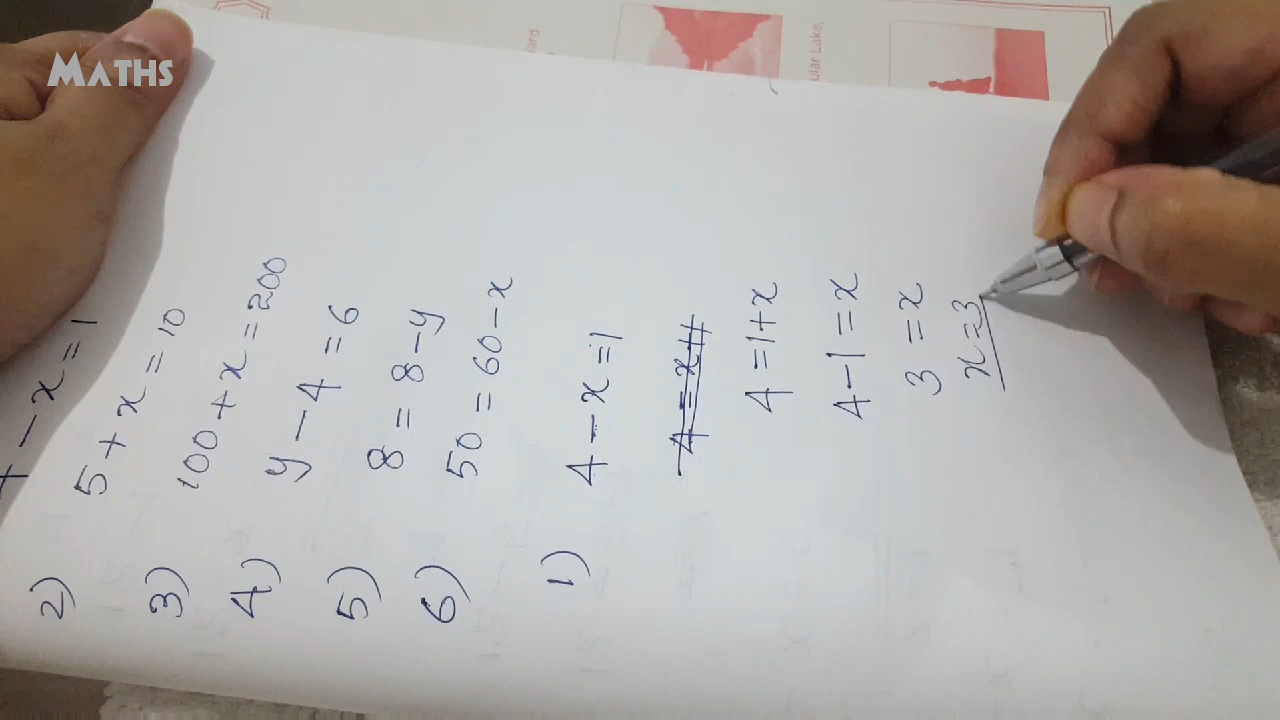 MATHS
- x = 1
2) 5 + x = 10
3) 100 + x = 200
4) y - 4 = 6
5) 8 = 8 - y
6) 50 = 60 - x
1) 4 - x = 1
4 = 1 + x
4 - 1 = x
3 = x
x = 3
Lake,